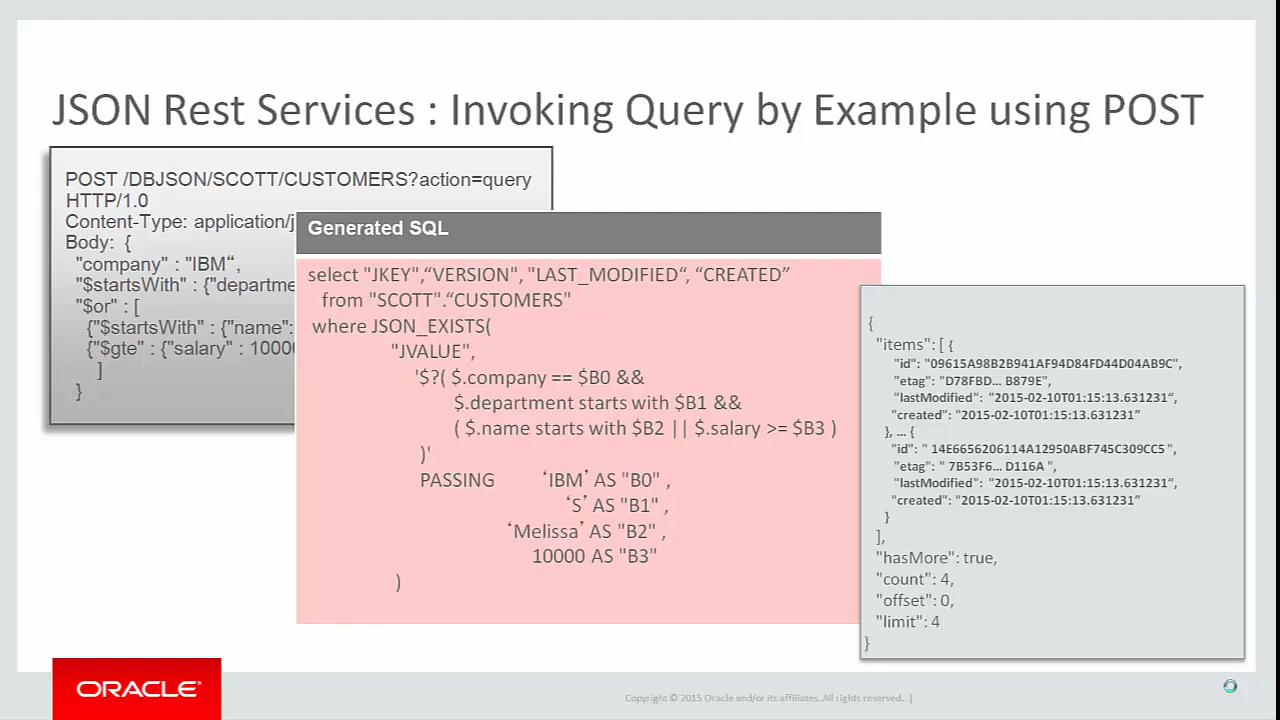 JSON Rest Services : Invoking Query by Example using POST
POST /DBJSON/SCOTT/CUSTOMERS?action=query
HTTP/1.0
Content-Type: application/j
Body: {
"company" : "IBM“,
"$startsWith" : {"departme
"$or" : [
{"$startsWith" : {"name":
{"$gte" : {"salary" : 10000
]
}
Generated SQL
select "JKEY",“VERSION", "LAST_MODIFIED“, “CREATED”
from "SCOTT".“CUSTOMERS"
where JSON_EXISTS(
"JVALUE",
'$?( $.company == $B0 &&
$.department starts with $B1 &&
( $.name starts with $B2 || $.salary >= $B3 )
)'
PASSING ‘IBM’ AS "B0" ,
‘S’ AS "B1" ,
‘Melissa’ AS "B2" ,
10000 AS "B3"
)
{
"items": [ {
"id": "09615A98B2B941AF94D84FD44D04AB9C",
"etag": "D78FBD... B879E",
"lastModified": "2015-02-10T01:15:13.631231“,
"created": "2015-02-10T01:15:13.631231”
}, … {
"id": " 14E6656206114A12950ABF745C309CC5 ",
"etag": " 7B53F6... D116A ",
"lastModified": "2015-02-10T01:15:13.631231“,
"created": "2015-02-10T01:15:13.631231”
}
],
"hasMore": true,
"count": 4,
"offset": 0,
"limit": 4
}
ORACLE®
Copyright © 2015 Oracle and/or its affiliates. All rights reserved. |